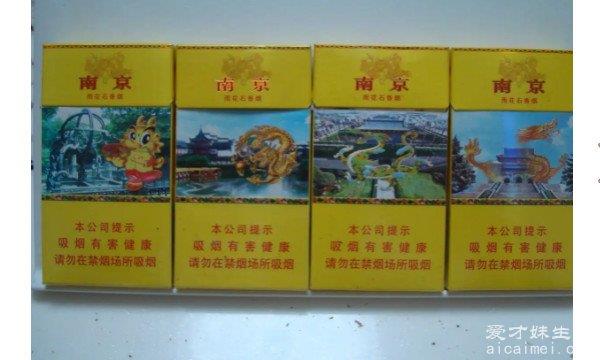 南京
雨花石香烟
本公司提示
吸烟有害健康
请勿在禁烟场所吸烟
南京
雨花石香烟
本公司提示
吸烟有害健康
请勿在禁烟场所吸烟
南京
雨花石香烟
本公司提示
吸烟有害健康
请勿在禁烟场所吸烟
南京
雨花石香烟
本公司提示
吸烟有害健康
请勿在禁烟场所吸烟
爱才妹生
aicaimei.co